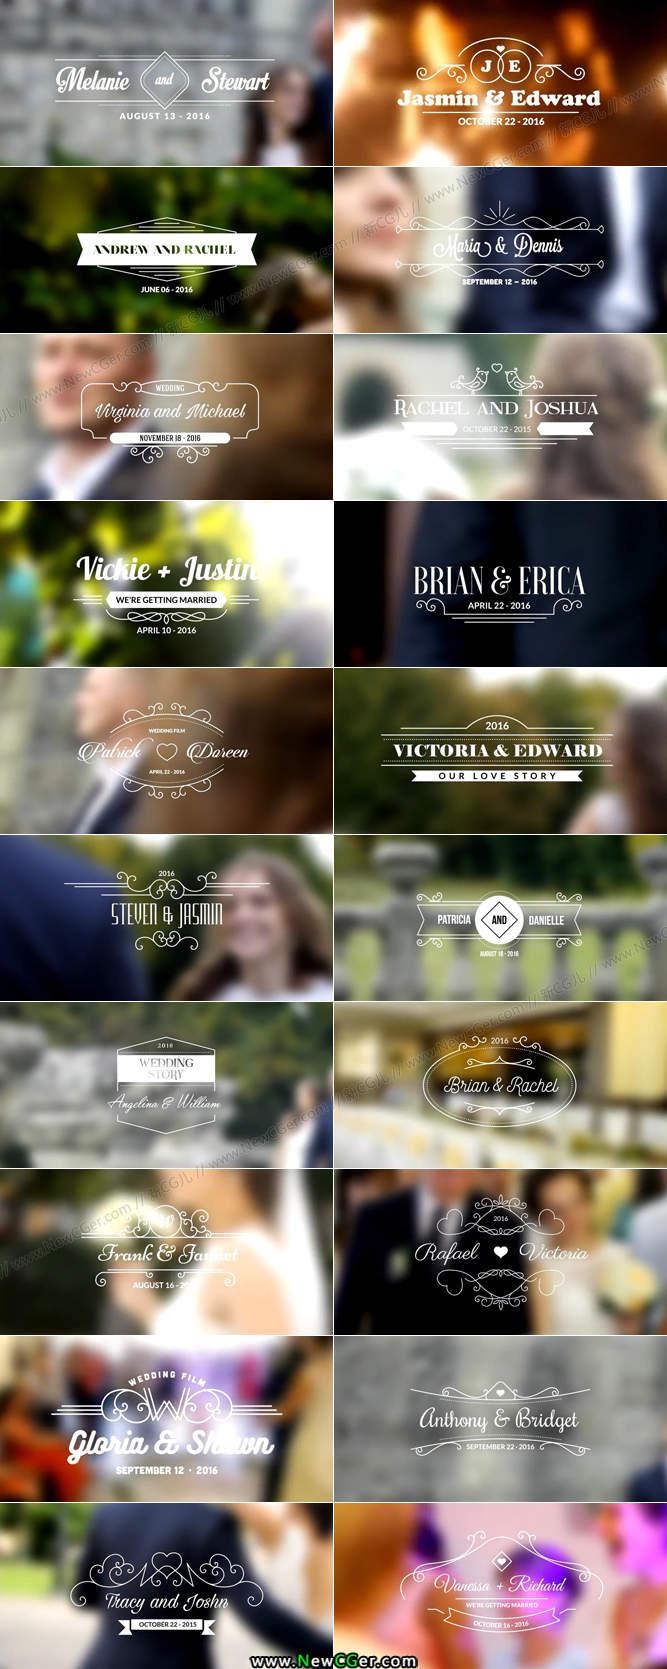 Melanie and Stewart
AUGUST 13 - 2016
J E
Jasmin & Edward
OCTOBER 22 - 2016
ANDREW AND RACHEL
JUNE 06 - 2016
Maria & Dennis
SEPTEMBER 12 - 2016
WEDDING
Virginia and Michael
NOVEMBER 18 - 2016
RACHEL AND JOSHUA
OCTOBER 22 - 2015
Vickie + Justin
WE'RE GETTING MARRIED
APRIL 10 - 2016
BRIAN & ERICA
APRIL 22 - 2016
WEDDING FILM
Patrick Doreen
APRIL 22 - 2016
2016
VICTORIA & EDWARD
OUR LOVE STORY
2016
STEVEN & JASMIN
PATRICIA AND DANIELLE
AUGUST 16 - 2016
2016
WEDDING
STORY
Angelina & William
2016
Brian & Rachel
Frank & Jannet
AUGUST 16 - 20
2016
Rafael Victoria
WEDDING FILM
W
Gloria & Shawn
SEPTEMBER 12 - 2016
Anthony & Bridget
SEPTEMBER 22 - 2016
Tracy and Joshn
OCTOBER 22 - 2015
Vanessa + Richard
WE'RE GETTING MARRIED
OCTOBER 16 - 2016
www.NewCGer.com